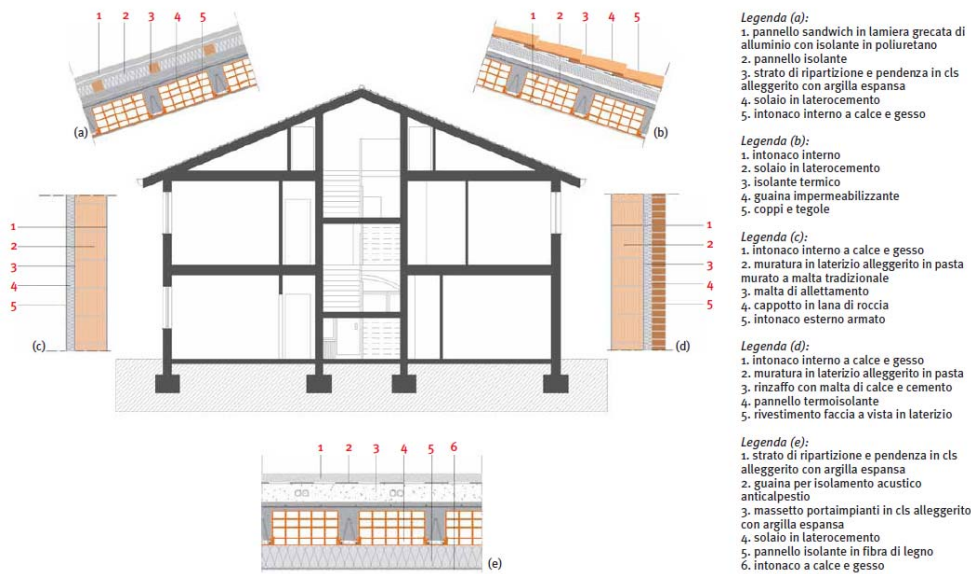 1 2 3 4 5
(a)
1 2 3 4 5
(b)
1
2
3
4
5
(c)
1
2
3
4
5
(d)
1 2 3 4 5 6
(e)
Legenda (a):
1. pannello sandwich in lamiera grecata di
alluminio con isolante in poliuretano
2. pannello isolante
3. strato di ripartizione e pendenza in cls
alleggerito con argilla espansa
4. solaio in laterocemento
5. intonaco interno a calce e gesso
Legenda (b):
1. intonaco interno
2. solaio in laterocemento
3. isolante termico
4. guaina impermeabilizzante
5. coppi e tegole
Legenda (c):
1. intonaco interno a calce e gesso
2. muratura in laterizio alleggerito in pasta
murato a malta tradizionale
3. malta di allettamento
4. cappotto in lana di roccia
5. intonaco esterno armato
Legenda (d):
1. intonaco interno a calce e gesso
2. muratura in laterizio alleggerito in pasta
3. rinzaffo con malta di calce e cemento
4. pannello termoisolante
5. rivestimento faccia a vista in laterizio
Legenda (e):
1. strato di ripartizione e pendenza in cls
alleggerito con argilla espansa
2. guaina per isolamento acustico
anticalpestio
3. massetto portaimpianti in cls alleggerito
con argilla espansa
4. solaio in laterocemento
5. pannello isolante in fibra di legno
6. intonaco a calce e gesso